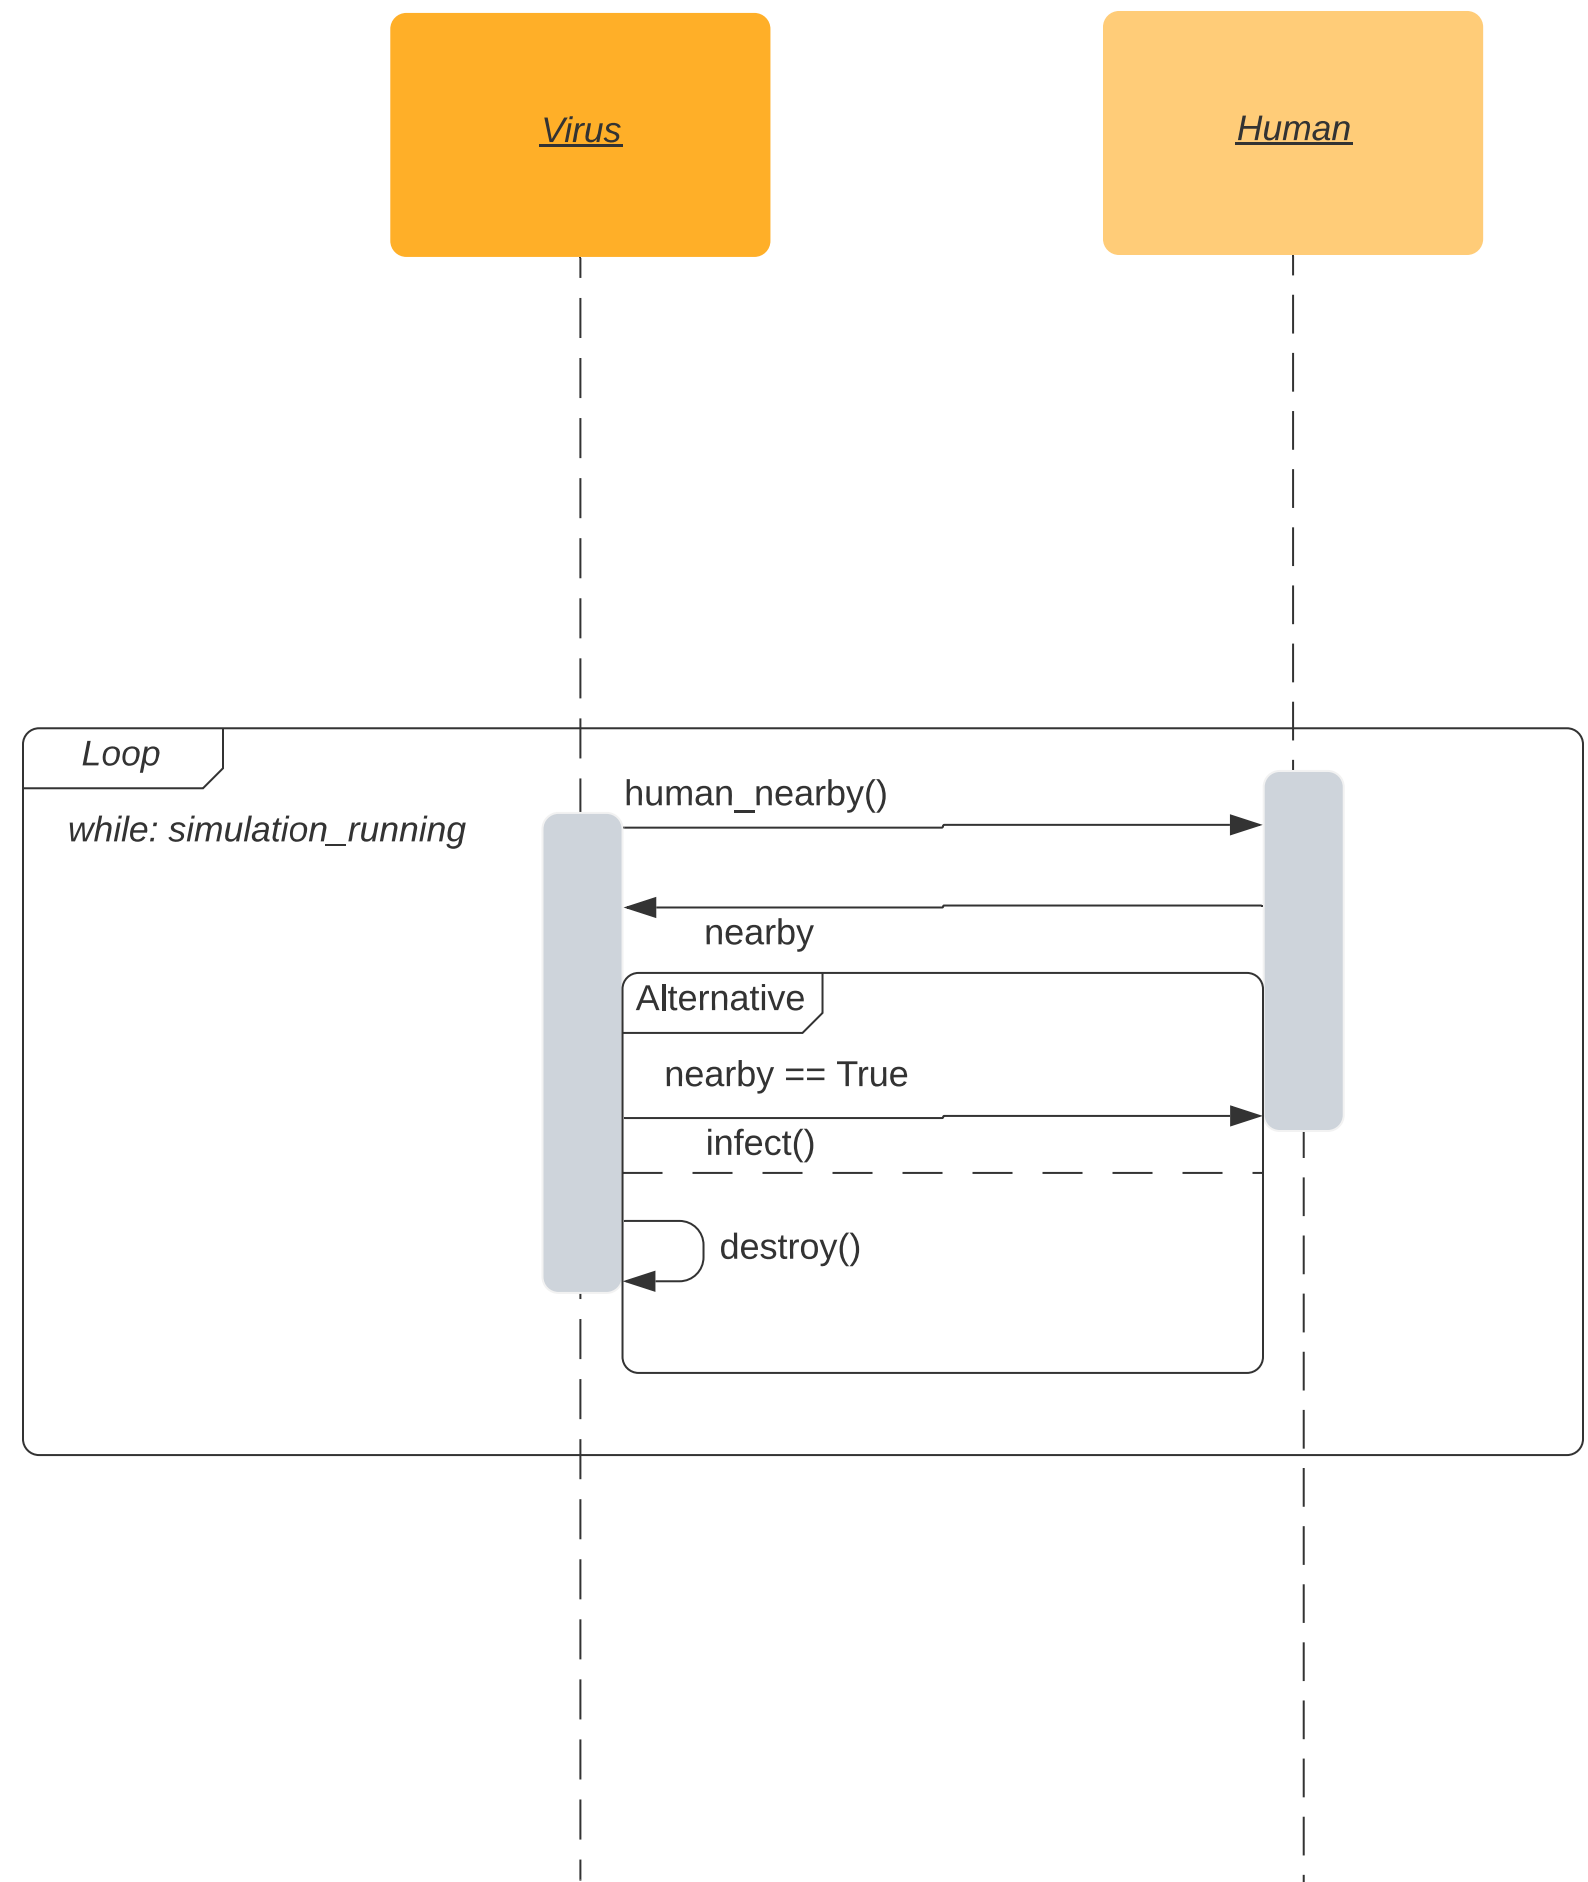 Virus
Human
Loop
while: simulation_running
human_nearby()
nearby
Alternative
nearby == True
infect()
destroy()